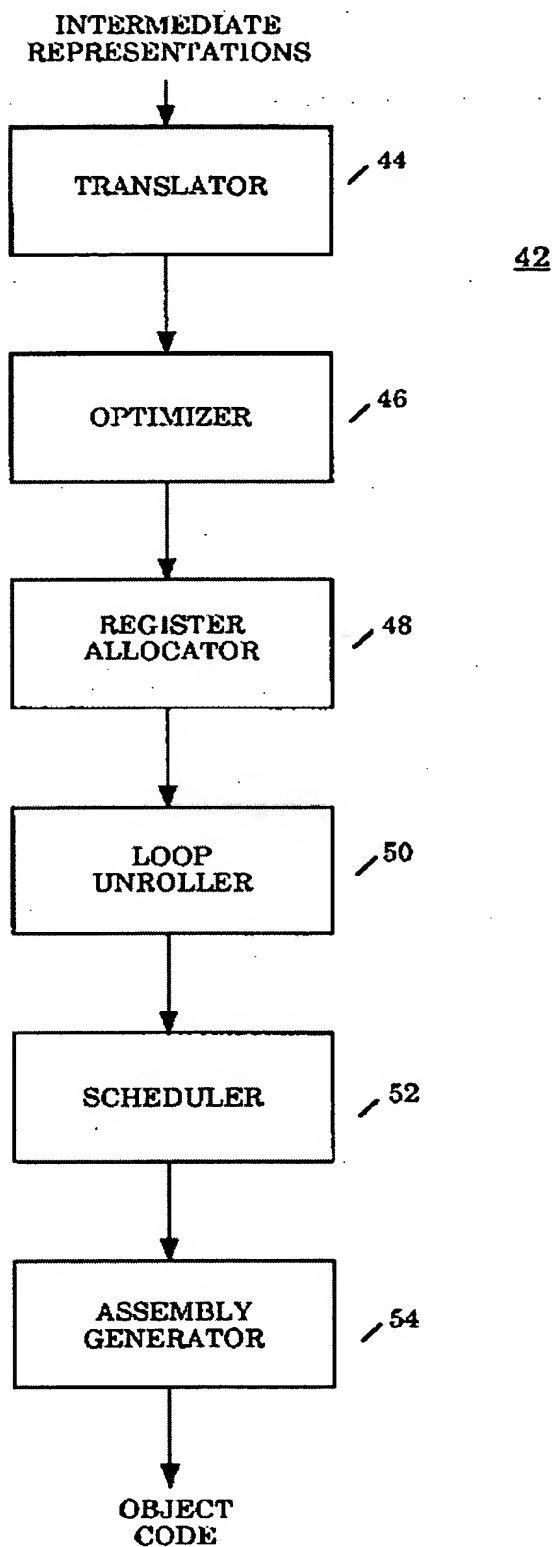 INTERMEDIATE
REPRESENTATIONS
TRANSLATOR
44
42
OPTIMIZER
46
REGISTER
ALLOCATOR
48
LOOP
UNROLLER
50
SCHEDULER
52
ASSEMBLY
GENERATOR
54
OBJECT
CODE